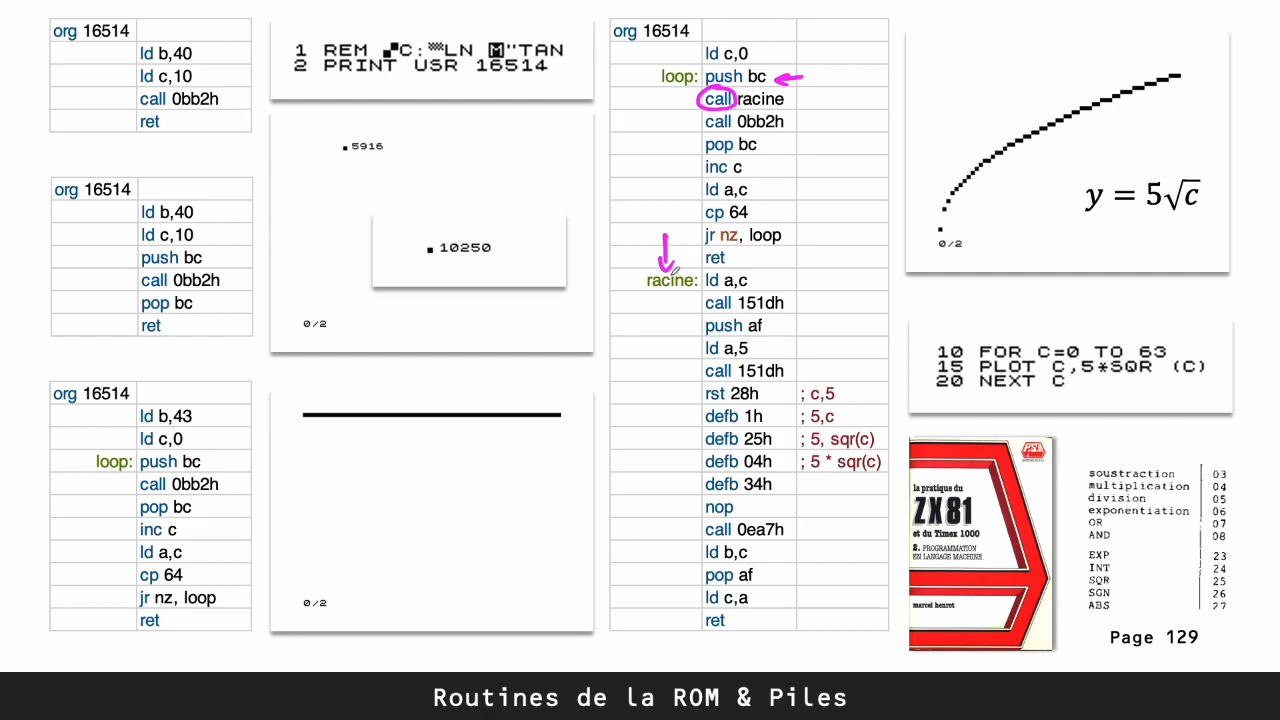 org 16514
ld b,40
ld c,10
call 0bb2h
ret
org 16514
ld b,40
ld c,10
push bc
call 0bb2h
pop bc
ret
org 16514
ld b,43
ld c,0
loop: push bc
call 0bb2h
pop bc
inc c
ld a,c
cp 64
jr nz, loop
ret
1 REM C: LN M"TAN
2 PRINT USR 16514
5916
10250
0/2
0/2
org 16514
ld c,0
loop: push bc
call racine
call 0bb2h
pop bc
inc c
ld a,c
cp 64
jr nz, loop
ret
racine: ld a,c
call 151dh
push af
ld a,5
call 151dh
rst 28h ; c,5
defb 1h ; 5,c
defb 25h ; 5, sqr(c)
defb 04h ; 5 * sqr(c)
defb 34h
nop
call 0ea7h
ld b,c
pop af
ld c,a
ret
y = 5√c
0/2
10 FOR C=0 TO 63
15 PLOT C,5*SQR (C)
20 NEXT C
la pratique du
ZX81
et du Timex 1000
2. PROGRAMMATION
EN LANGAGE MACHINE.
marcel henrot
soustraction 03
multiplication 04
division 05
exponentiation 06
OR 07
AND 08
EXP 23
INT 24
SQR 25
SGN 26
ABS 27
Page 129
Routines de la ROM & Piles